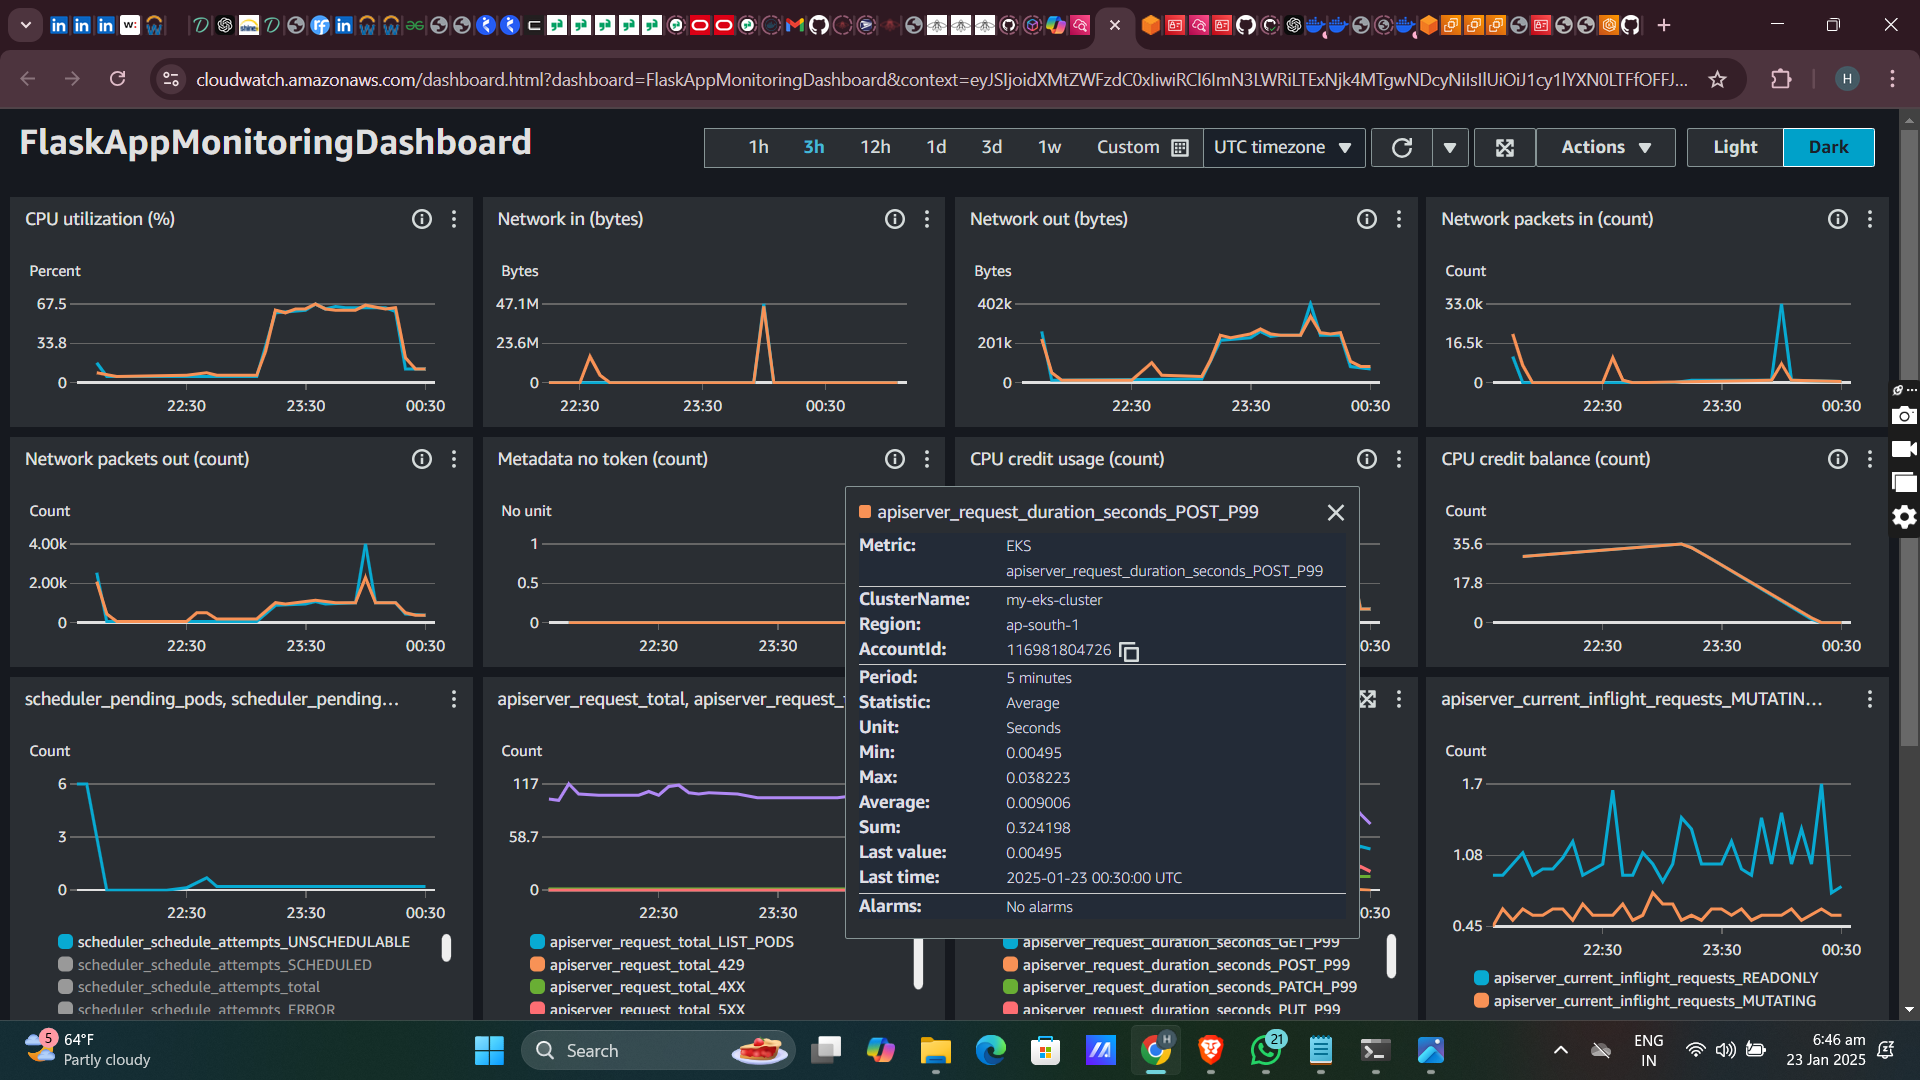 cloudwatch.amazonaws.com/dashboard.html?dashboard=FlaskAppMonitoringDashboard&context=eyJSIjoidXMtZWFzdC0xIiwiRCI6ImN3LWRiLTExNjk4MTgwNDcyNiIsIlUiOiJ1cy1lYXN0LTFfOFFJ...
H
FlaskAppMonitoringDashboard
1h 3h 12h 1d 3d 1w Custom UTC timezone Actions Light Dark
CPU utilization (%)
Percent
67.5
33.8
0
22:30 23:30 00:30
Network in (bytes)
Bytes
47.1M
23.6M
0
22:30 23:30 00:30
Network out (bytes)
Bytes
402k
201k
0
22:30 23:30 00:30
Network packets in (count)
Count
33.0k
16.5k
0
22:30 23:30 00:30
Network packets out (count)
Count
4.00k
2.00k
0
22:30 23:30 00:30
Metadata no token (count)
No unit
1
0.5
0
22:30 23:30
CPU credit usage (count)
0:30
CPU credit balance (count)
Count
35.6
17.8
0
22:30 23:30 00:30
apiserver_request_duration_seconds_POST_P99
Metric: EKS
apiserver_request_duration_seconds_POST_P99
ClusterName: my-eks-cluster
Region: ap-south-1
AccountId: 116981804726
Period: 5 minutes
Statistic: Average
Unit: Seconds
Min: 0.00495
Max: 0.038223
Average: 0.009006
Sum: 0.324198
Last value: 0.00495
Last time: 2025-01-23 00:30:00 UTC
Alarms: No alarms
scheduler_pending_pods, scheduler_pending...
Count
6
3
0
22:30 23:30 00:30
scheduler_schedule_attempts_UNSCHEDULABLE
scheduler_schedule_attempts_SCHEDULED
scheduler_schedule_attempts_total
scheduler_schedule_attempts_ERROR
apiserver_request_total, apiserver_request_
Count
117
58.7
0
22:30 23:30
apiserver_request_total_LIST_PODS
apiserver_request_total_429
apiserver_request_total_4XX
apiserver_request_total_5XX
0:30
apiserver_request_duration_seconds_GET_P99
apiserver_request_duration_seconds_POST_P99
apiserver_request_duration_seconds_PATCH_P99
apiserver_request_duration_seconds_PUT_P99
apiserver_current_inflight_requests_MUTATIN...
Count
1.7
1.08
0.45
22:30 23:30 00:30
apiserver_current_inflight_requests_READONLY
apiserver_current_inflight_requests_MUTATING
5
64°F
Partly cloudy
Search
H
21
ENG
IN
6:46 am
23 Jan 2025